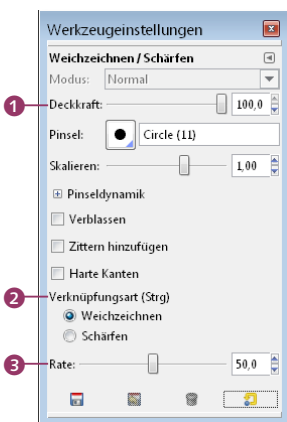 Werkzeugeinstellungen
Weichzeichnen / Schärfen
Modus: Normal
1 Deckkraft: 100,0
Pinsel: Circle (11)
Skalieren: 1,00
Pinseldynamik
Verblassen
Zittern hinzufügen
Harte Kanten
2 Verknüpfungsart (Strg)
Weichzeichnen
Schärfen
3 Rate: 50,0